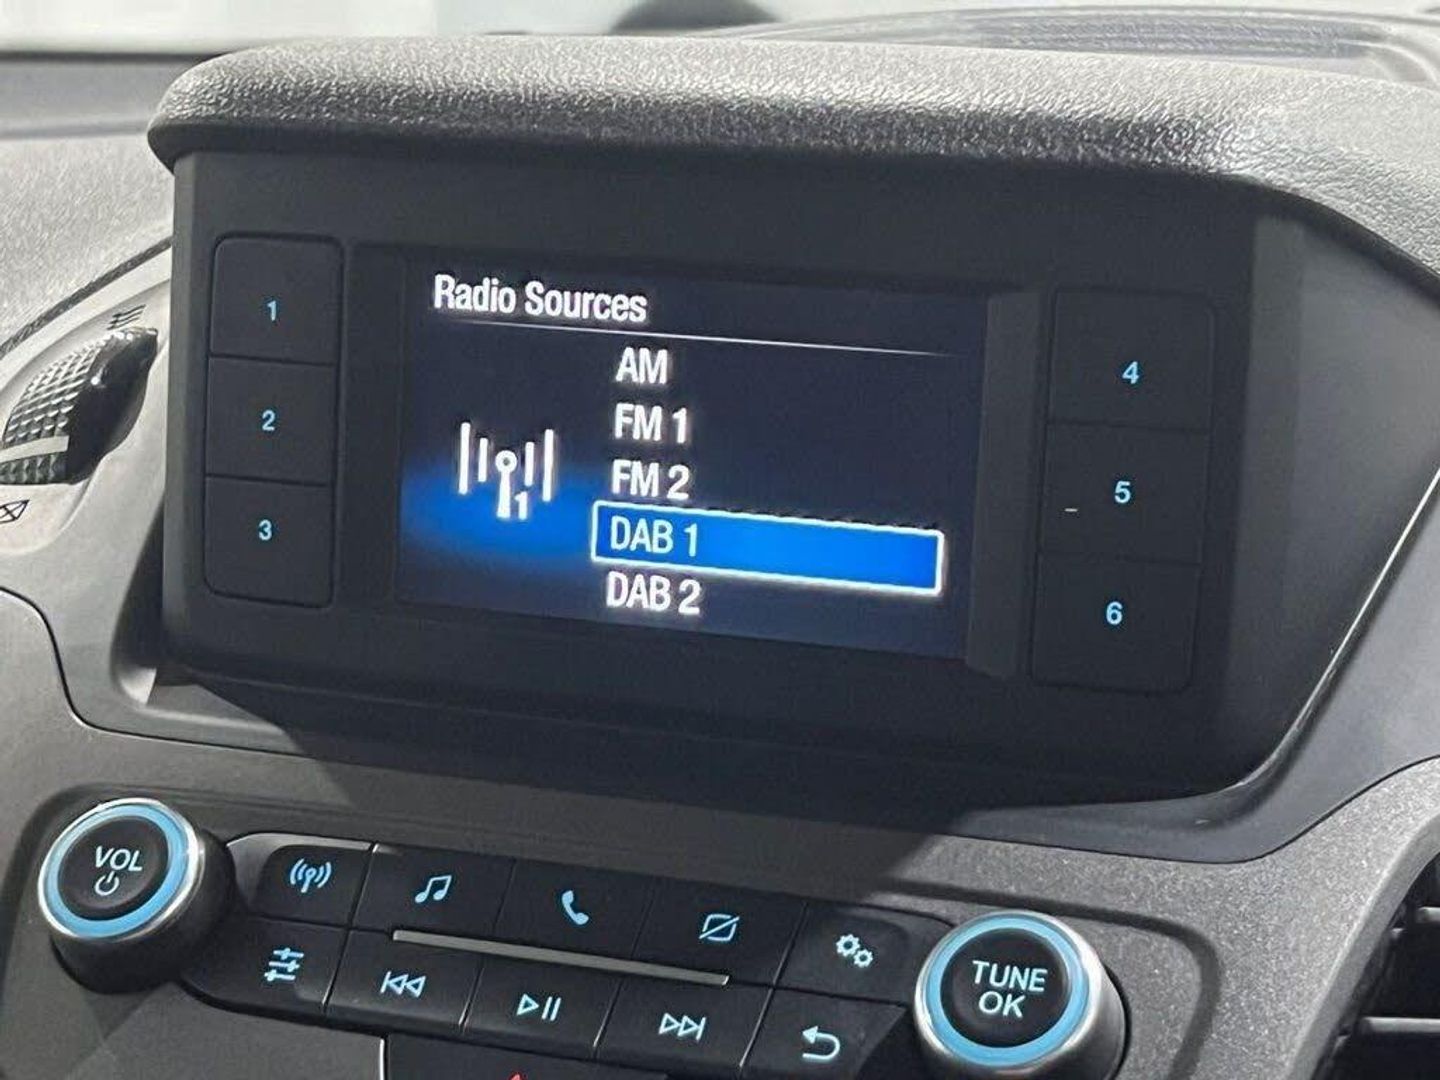 Radio Sources
AM
FM 1
FM 2
DAB 1
DAB 2
1
1
2
3
4
5
6
VOL
TUNE
OK